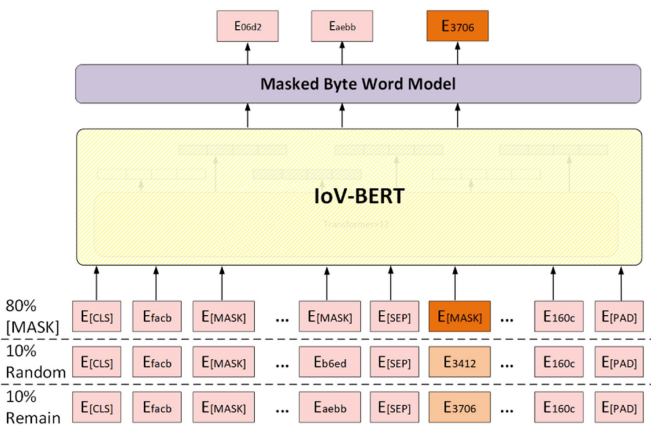 E06d2 Eaebb E3706
Masked Byte Word Model
IoV-BERT
Transformer*12
80% [MASK] E[CLS] Efacb E[MASK] ... E[MASK] E[SEP] E[MASK] ... E160c E[PAD]
10% Random E[CLS] Efacb E[MASK] ... Eb6ed E[SEP] E3412 ... E160c E[PAD]
10% Remain E[CLS] Efacb E[MASK] ... Eaebb E[SEP] E3706 ... E160c E[PAD]